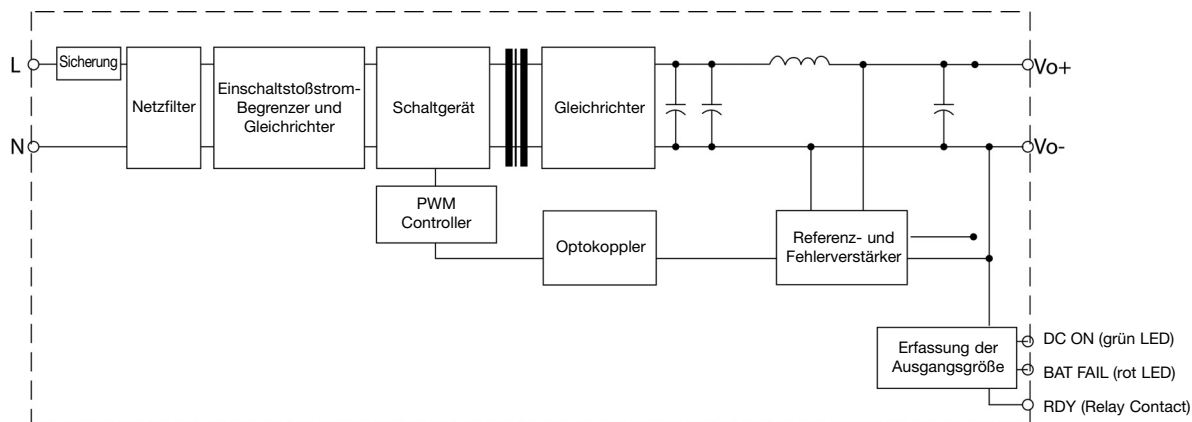 L
Sicherung
Netzfilter
Einschaltstoßstrom-
Begrenzer und
Gleichrichter
Schaltgerät
Gleichrichter
Vo+
N
Vo-
PWM
Controller
Optokoppler
Referenz- und
Fehlerverstärker
Erfassung der
Ausgangsgröße
DC ON (grün LED)
BAT FAIL (rot LED)
RDY (Relay Contact)